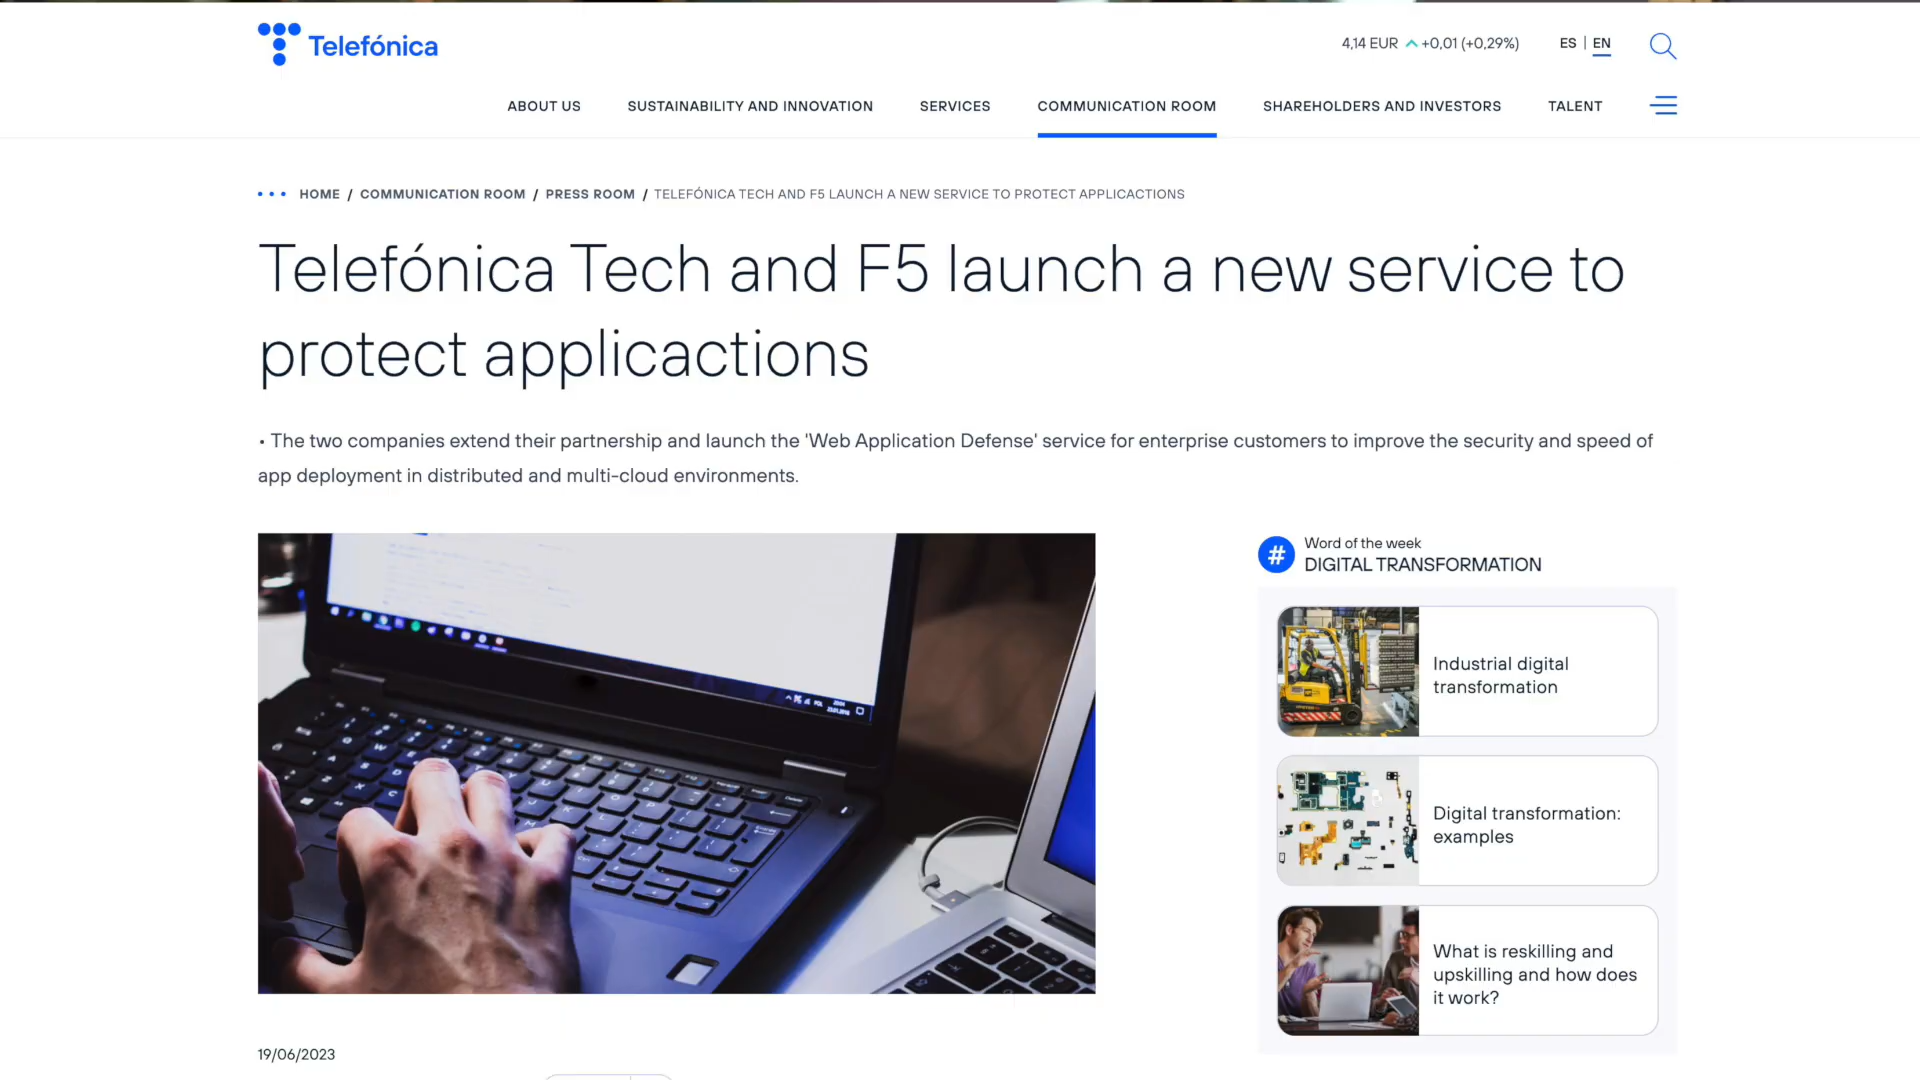 Telefónica
4,14 EUR +0,01 (+0,29%)
ES | EN
ABOUT US
SUSTAINABILITY AND INNOVATION
SERVICES
COMMUNICATION ROOM
SHAREHOLDERS AND INVESTORS
TALENT
HOME / COMMUNICATION ROOM / PRESS ROOM / TELEFÓNICA TECH AND F5 LAUNCH A NEW SERVICE TO PROTECT APPLICACTIONS
Telefónica Tech and F5 launch a new service to
protect applicactions
• The two companies extend their partnership and launch the 'Web Application Defense' service for enterprise customers to improve the security and speed of
app deployment in distributed and multi-cloud environments.
#
Word of the week
DIGITAL TRANSFORMATION
Industrial digital
transformation
Digital transformation:
examples
What is reskilling and
upskilling and how does
it work?
19/06/2023